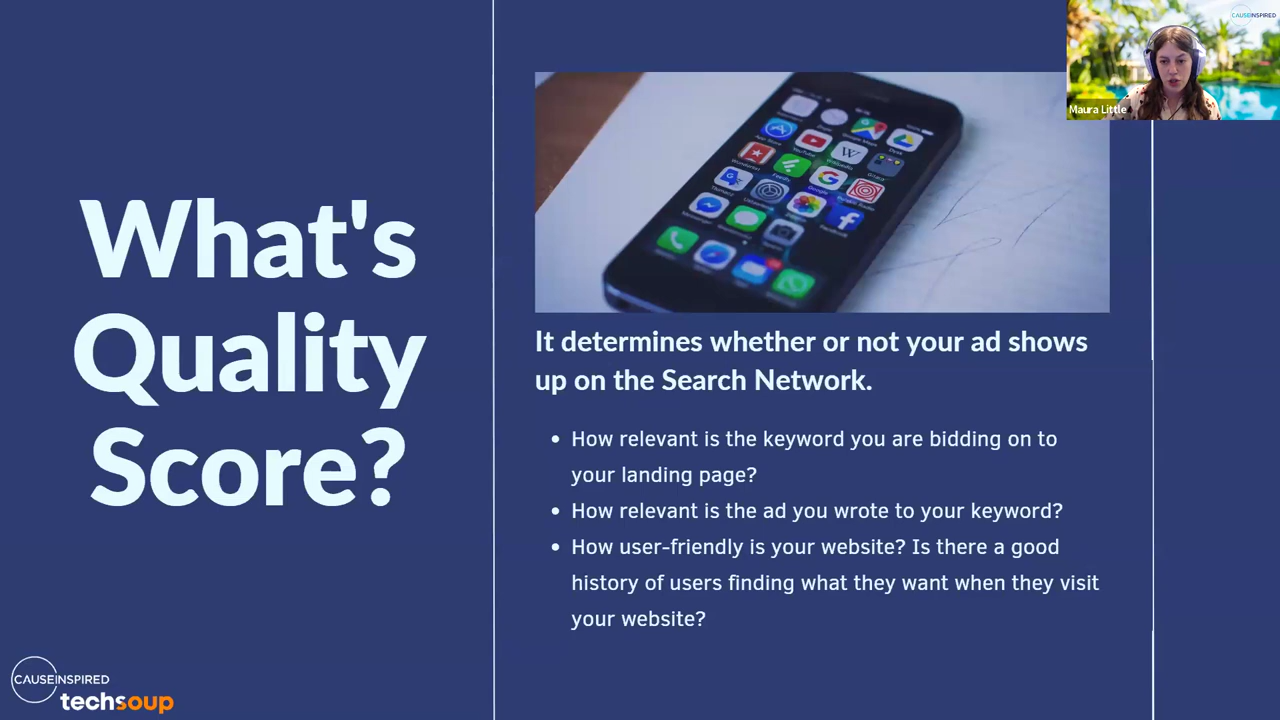 CAUSEINSPIRED
Maura Little
What's
Quality
Score?
It determines whether or not your ad shows
up on the Search Network.
• How relevant is the keyword you are bidding on to
your landing page?
• How relevant is the ad you wrote to your keyword?
• How user-friendly is your website? Is there a good
history of users finding what they want when they visit
your website?
CAUSEINSPIRED
techsoup